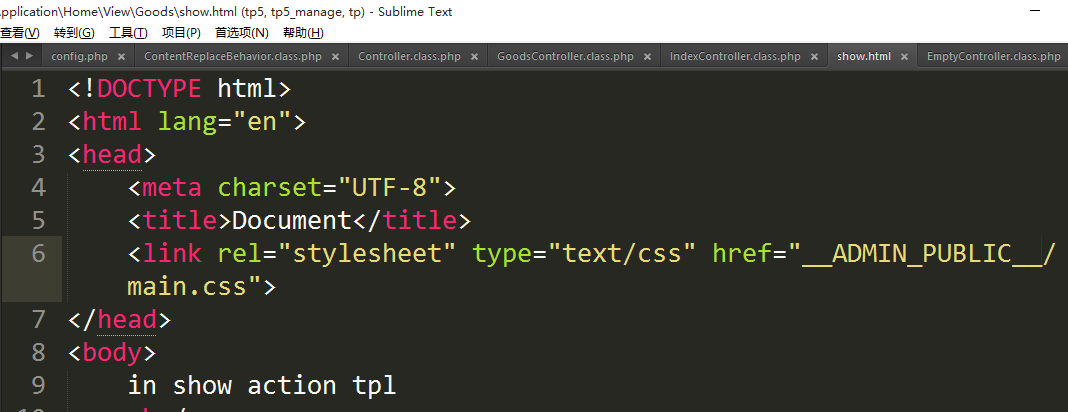 pplication\Home\View\Goods\show.html (tp5, tp5_manage, tp) - Sublime Text
查看(V) 转到(G) 工具(T) 项目(P) 首选项(N) 帮助(H)
config.php × ContentReplaceBehavior.class.php × Controller.class.php × GoodsController.class.php × IndexController.class.php × show.html × EmptyController.class.php
1 <!DOCTYPE html>
2 <html lang="en">
3 <head>
4 <meta charset="UTF-8">
5 <title>Document</title>
6 <link rel="stylesheet" type="text/css" href="__ADMIN_PUBLIC__/
main.css">
7 </head>
8 <body>
9 in show action tpl